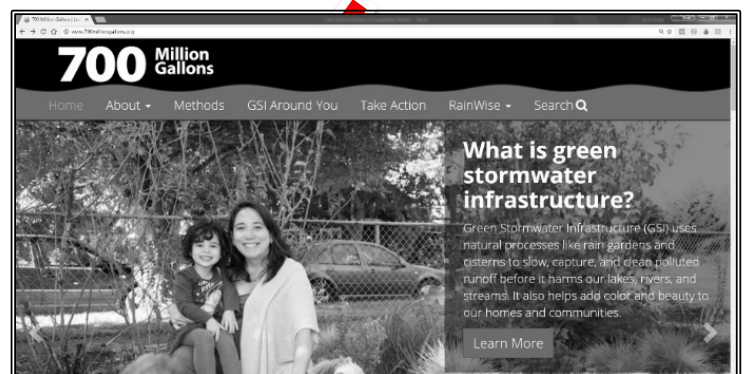 700 Million
Gallons
www.700milliongallons.org
Home About Methods GSI Around You Take Action RainWise Search
What is green
stormwater
infrastructure?
Green Stormwater Infrastructure (GSI) uses
natural processes like rain gardens and
cisterns to slow, capture, and clean polluted
runoff before it harms our lakes, rivers, and
streams. It also helps add color and beauty to
our homes and communities.
Learn More